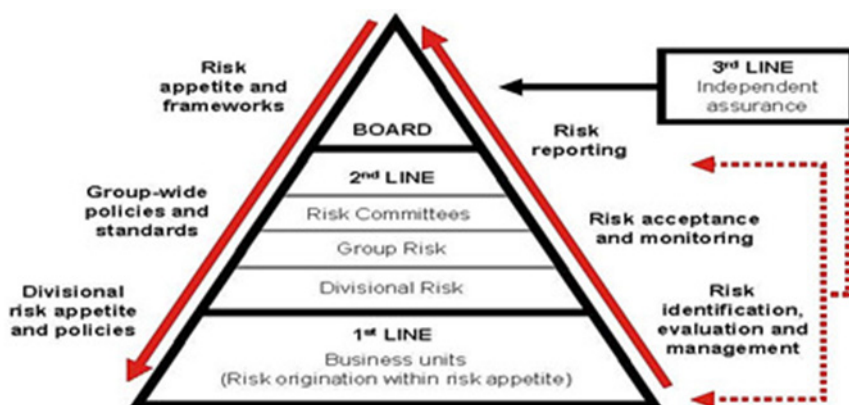 Risk
appetite and
frameworks
Group-wide
policies and
standards
Divisional
risk appetite
and policies
BOARD
2nd LINE
Risk Committees
Group Risk
Divisional Risk
1st LINE
Business units
(Risk origination within risk appetite)
3rd LINE
Independent
assurance
Risk
reporting
Risk acceptance
and monitoring
Risk
identification,
evaluation and
management